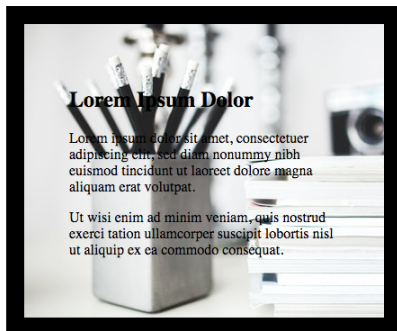 Lorem Ipsum Dolor
Lorem ipsum dolor sit amet, consectetuer
adipiscing elit, sed diam nonummy nibh
euismod tincidunt ut laoreet dolore magna
aliquam erat volutpat.
Ut wisi enim ad minim veniam, quis nostrud
exerci tation ullamcorper suscipit lobortis nisl
ut aliquip ex ea commodo consequat.